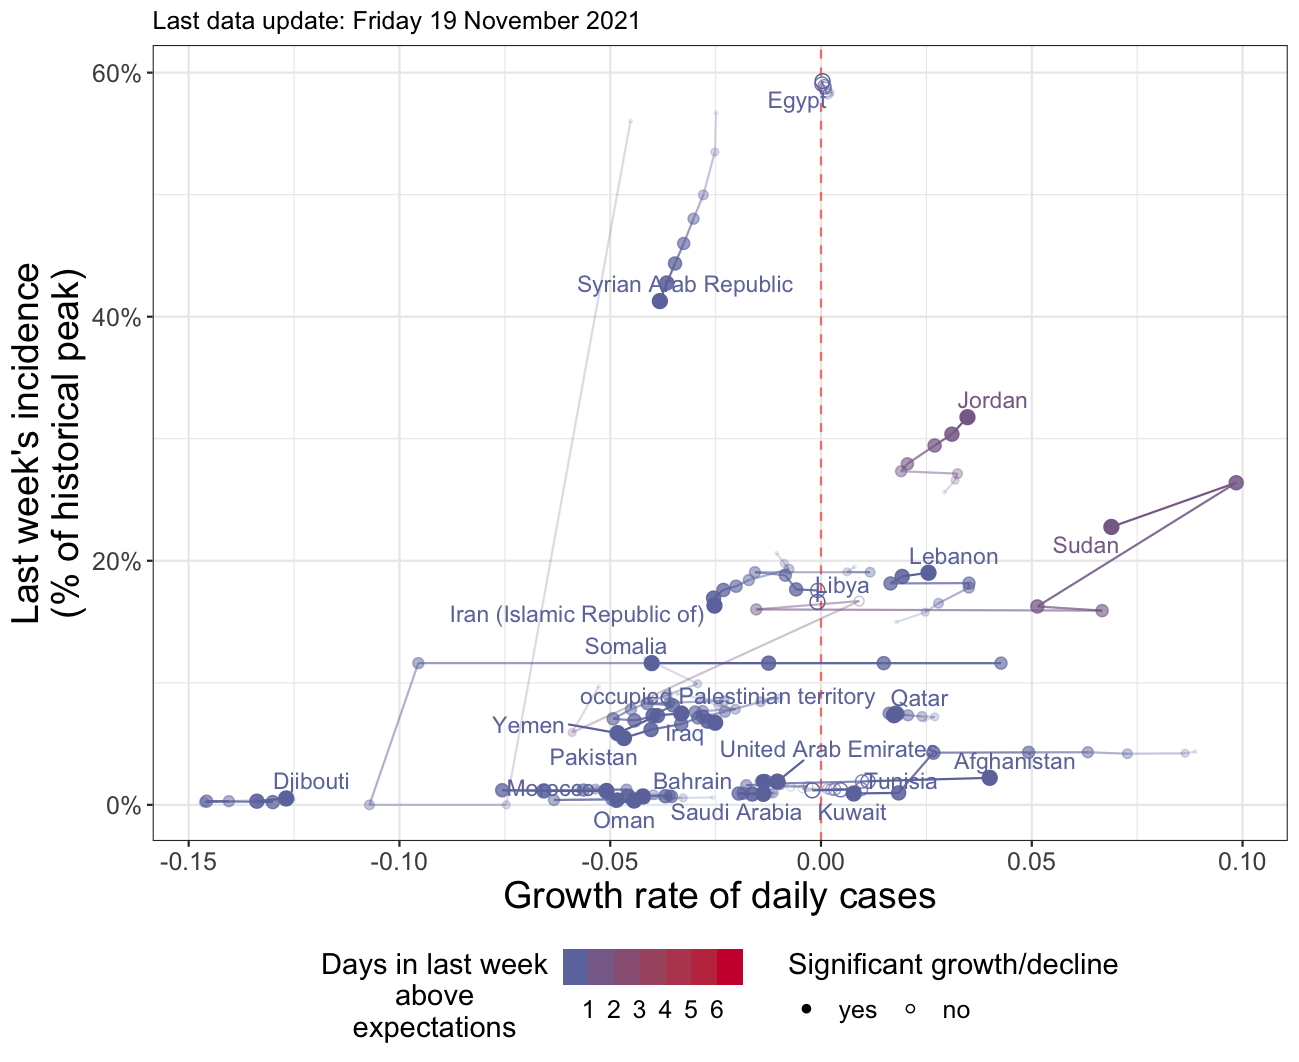 Last data update: Friday 19 November 2021
Last week's incidence
(% of historical peak)
60%
40%
20%
0%
Egypt
Syrian Arab Republic
Jordan
Sudan
Lebanon
Libya
Iran (Islamic Republic of)
Somalia
occupied Palestinian territory
Qatar
Yemen
Iraq
Pakistan
United Arab Emirates
Afghanistan
Djibouti
Morocco
Bahrain
Tunisia
Oman
Saudi Arabia
Kuwait
-0.15
-0.10
-0.05
0.00
0.05
0.10
Growth rate of daily cases
Days in last week
above
expectations
1 2 3 4 5 6
Significant growth/decline
yes
no